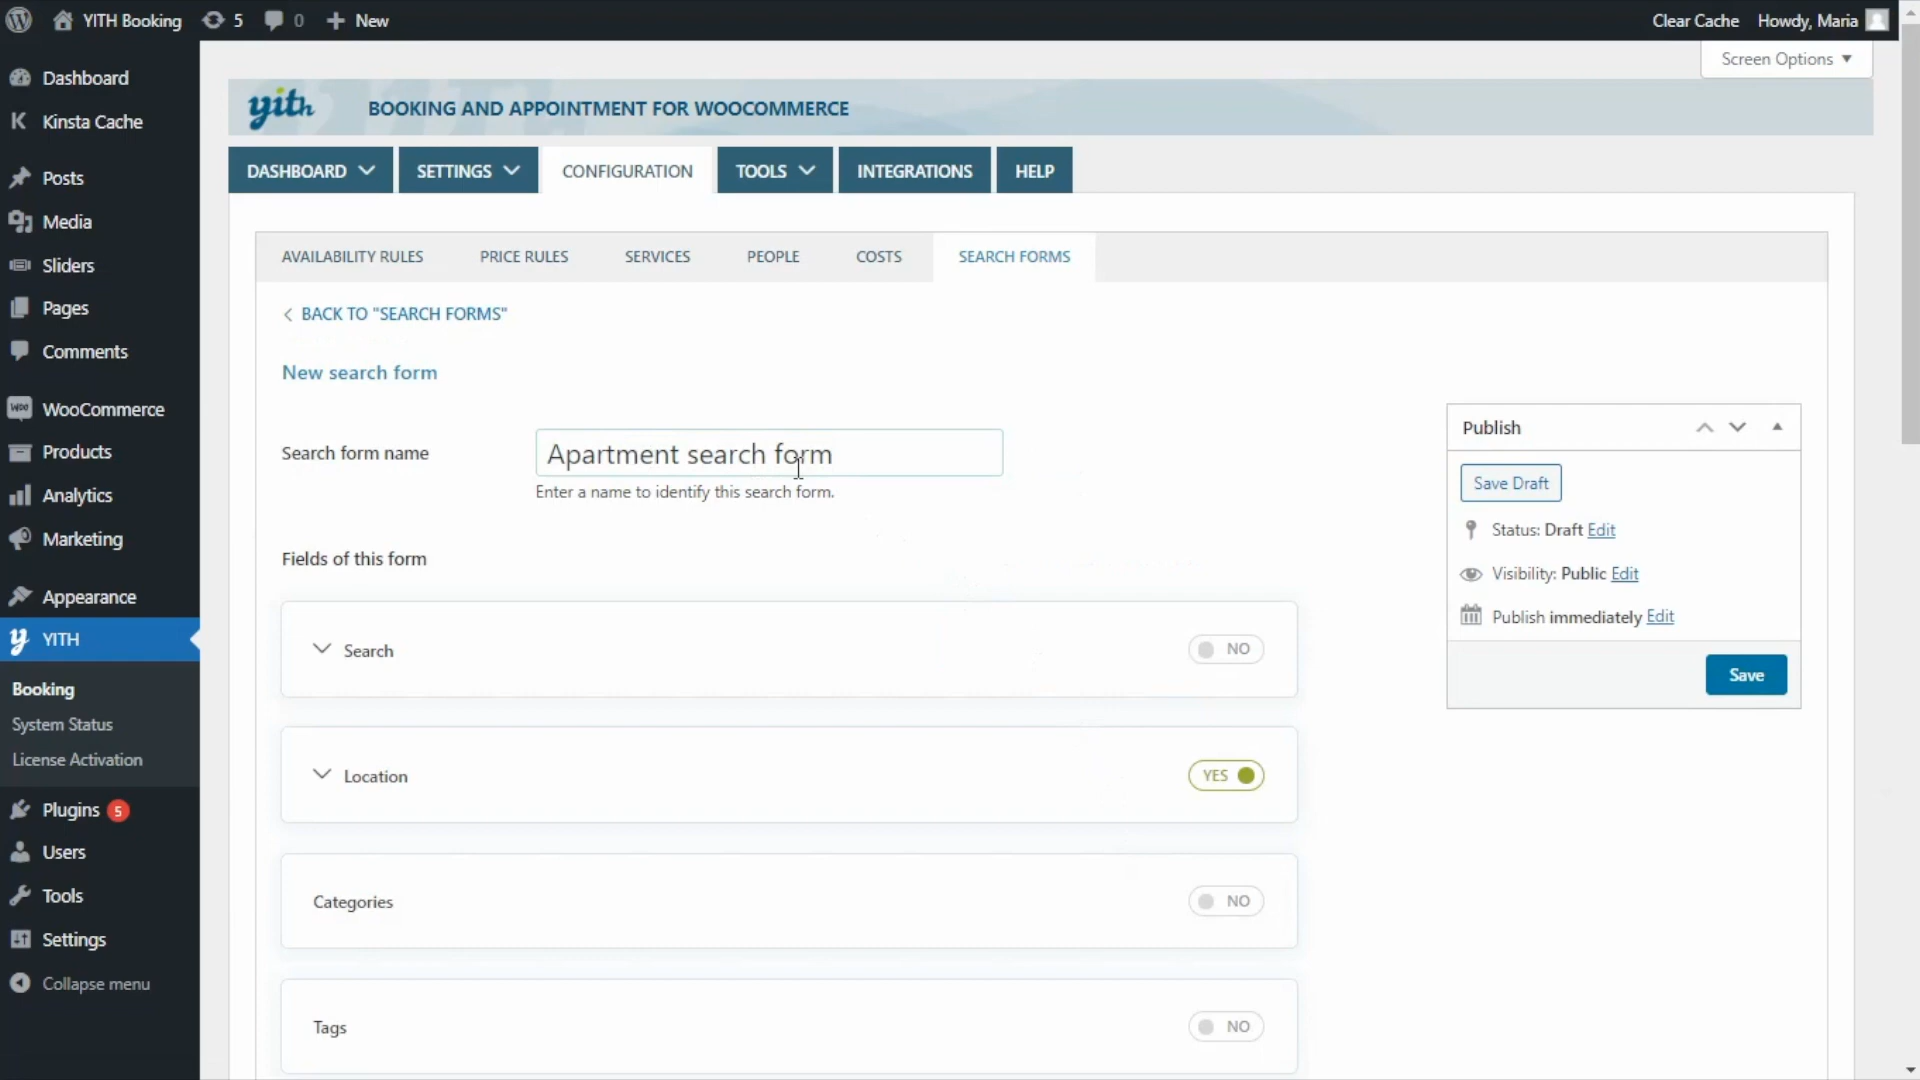 YITH Booking 5 0 + New Clear Cache Howdy, Maria
Screen Options ▼
Dashboard
Kinsta Cache
Posts
Media
Sliders
Pages
Comments
WooCommerce
Products
Analytics
Marketing
Appearance
YITH
Booking
System Status
License Activation
Plugins 5
Users
Tools
Settings
Collapse menu
yith BOOKING AND APPOINTMENT FOR WOOCOMMERCE
DASHBOARD SETTINGS CONFIGURATION TOOLS INTEGRATIONS HELP
AVAILABILITY RULES PRICE RULES SERVICES PEOPLE COSTS SEARCH FORMS
BACK TO "SEARCH FORMS"
New search form
Search form name Apartment search form
Enter a name to identify this search form.
Fields of this form
Search NO
Location YES
Categories NO
Tags NO
Publish
Save Draft
Status: Draft Edit
Visibility: Public Edit
Publish immediately Edit
Save